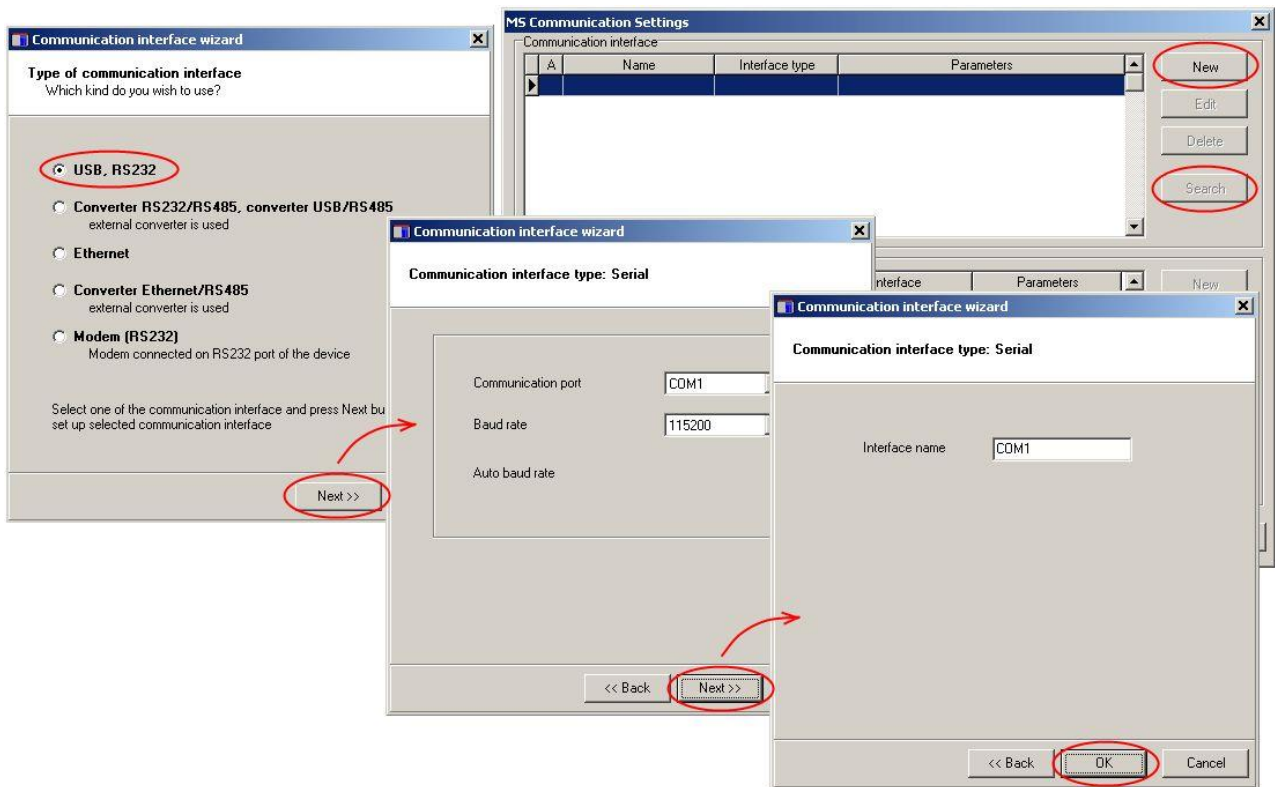 Communication interface wizard
Type of communication interface
Which kind do you wish to use?
USB, RS232
Converter RS232/RS485, converter USB/RS485
external converter is used
Ethernet
Converter Ethernet/RS485
external converter is used
Modem (RS232)
Modem connected on RS232 port of the device
Select one of the communication interface and press Next bu
set up selected communication interface
Next >>
MS Communication Settings
Communication interface
A Name Interface type Parameters
New
Edit
Delete
Search
nterface Parameters
New
Communication interface wizard
Communication interface type: Serial
Communication port COM1
Baud rate 115200
Auto baud rate
<< Back Next >>
Communication interface wizard
Communication interface type: Serial
Interface name COM1
<< Back OK Cancel